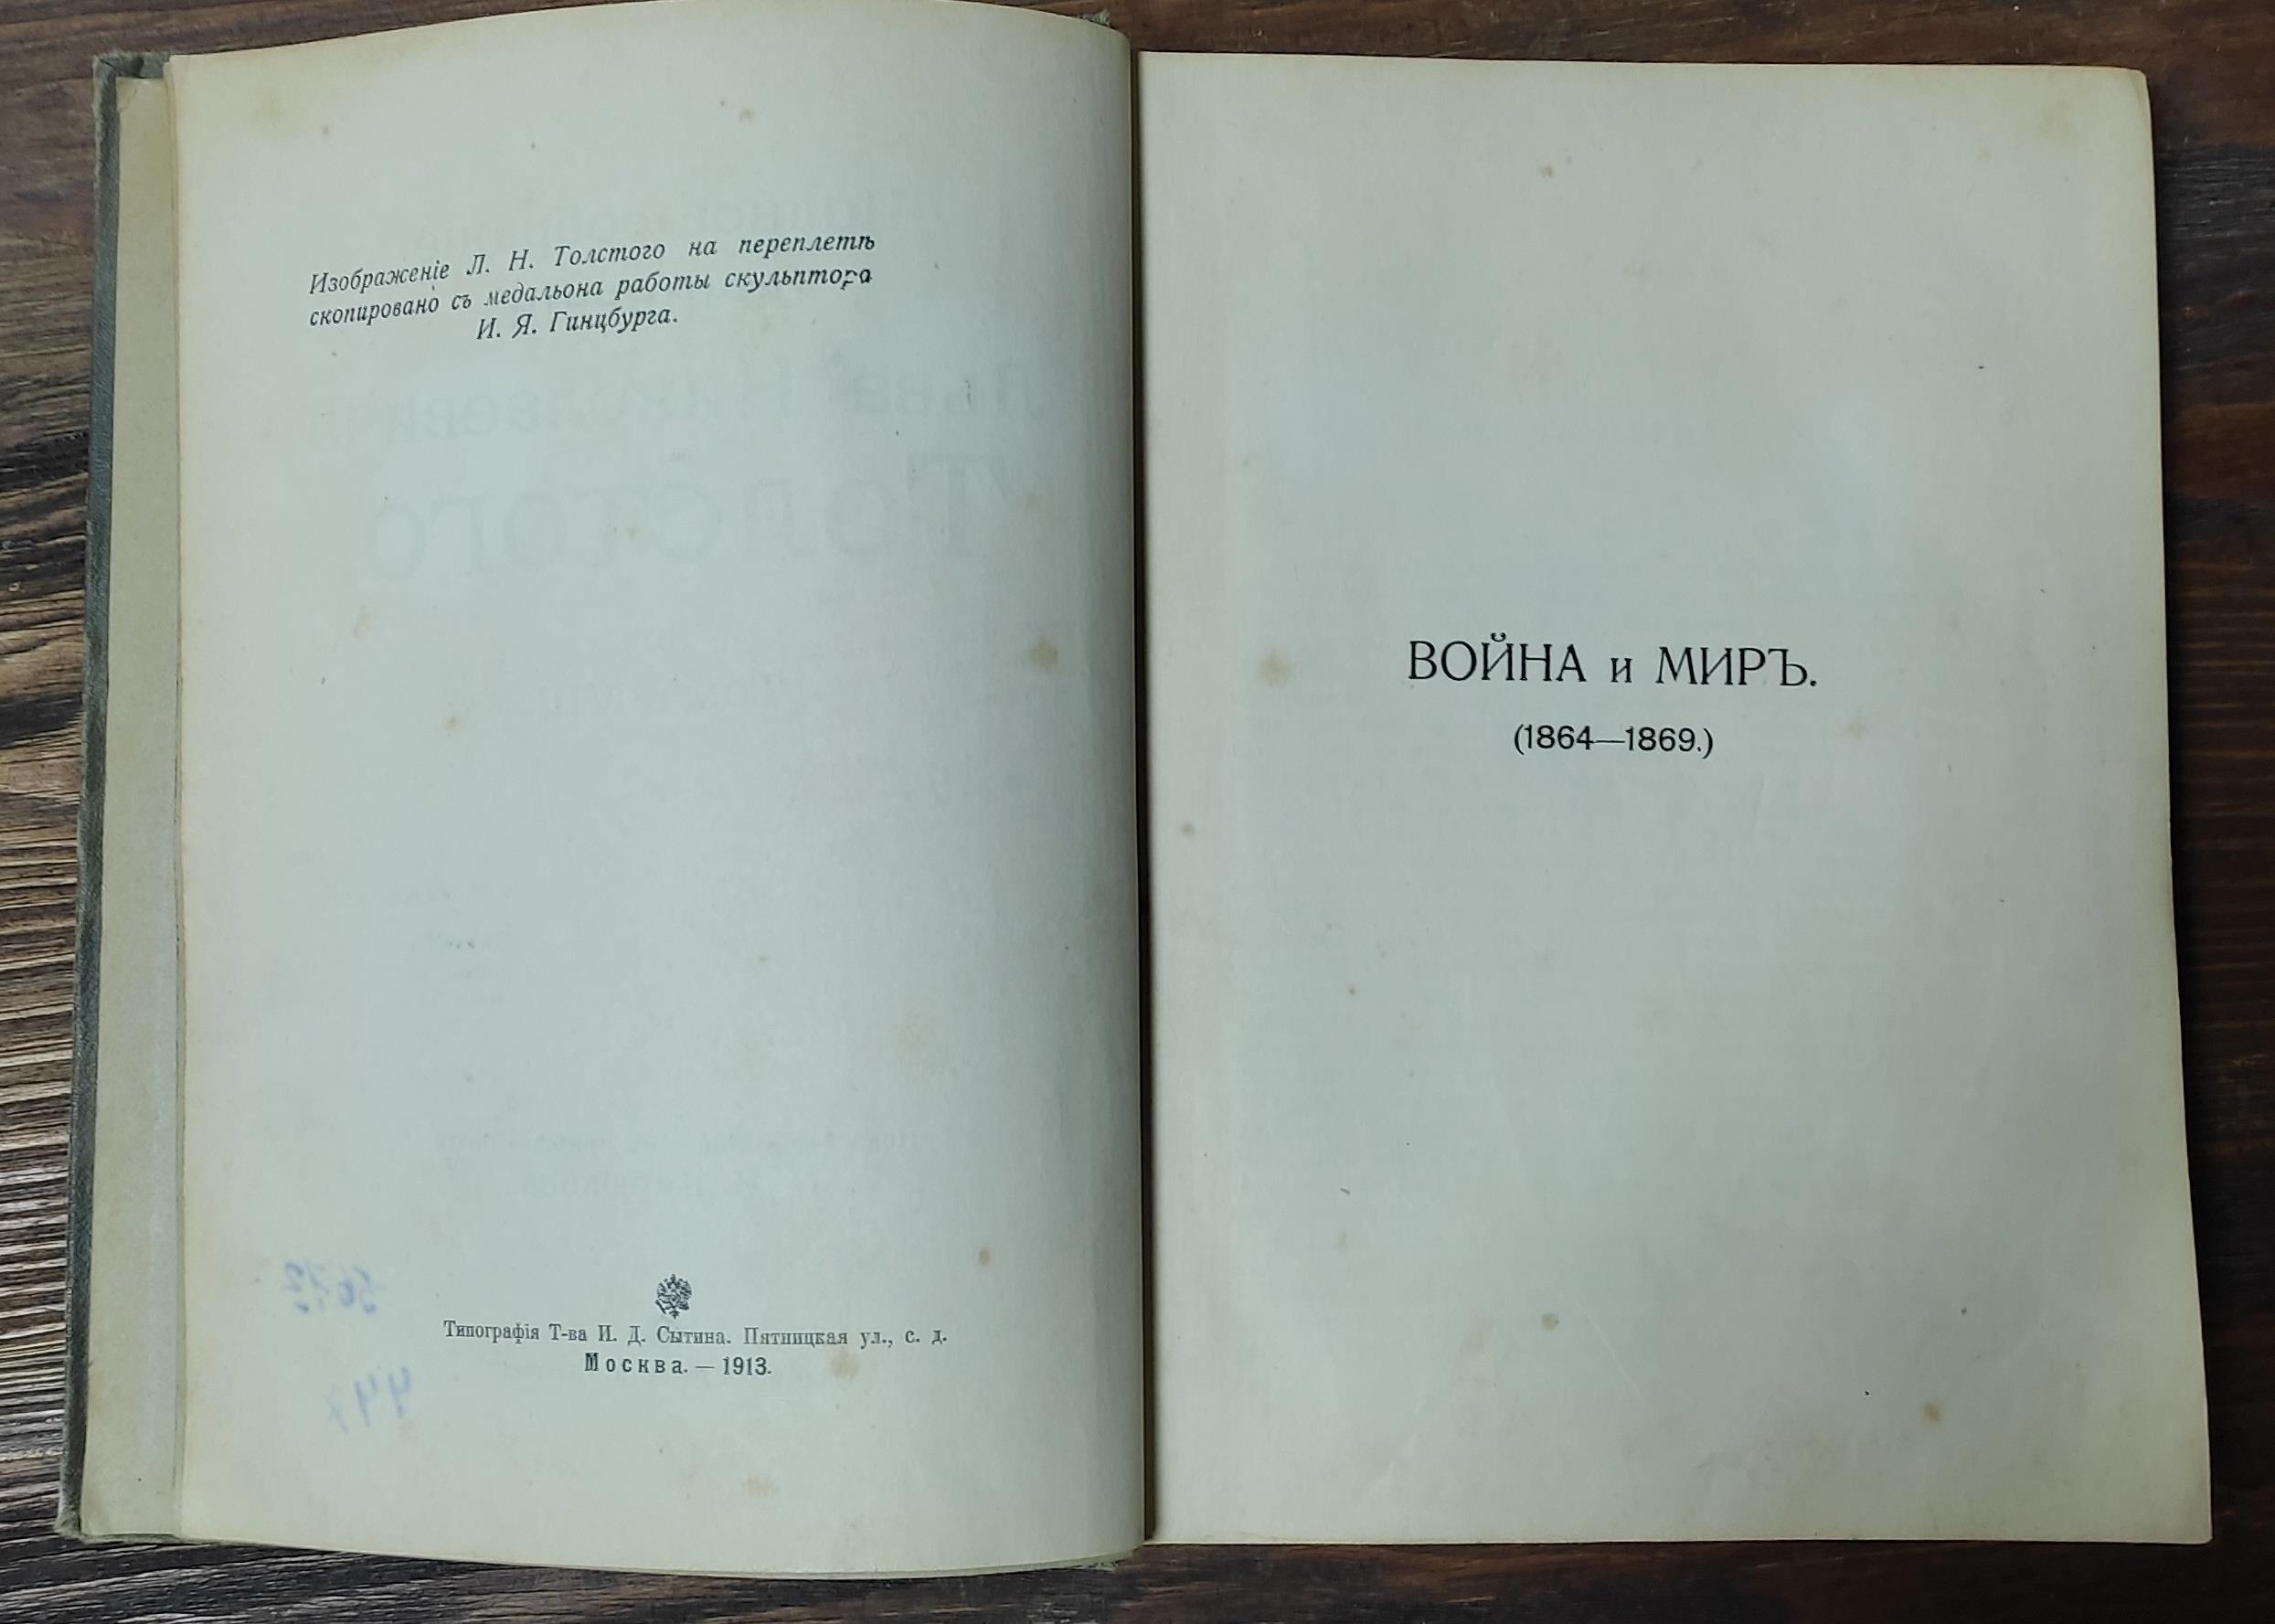 Изображеніе Л. Н. Толстого на переплетѣ
скопировано съ медальона работы скульптора
И. Я. Гинцбурга.
Типографія Т-ва И. Д. Сытина. Пятницкая ул., с. д.
Москва. — 1913.
ВОЙНА и МИРЪ.
(1864—1869.)